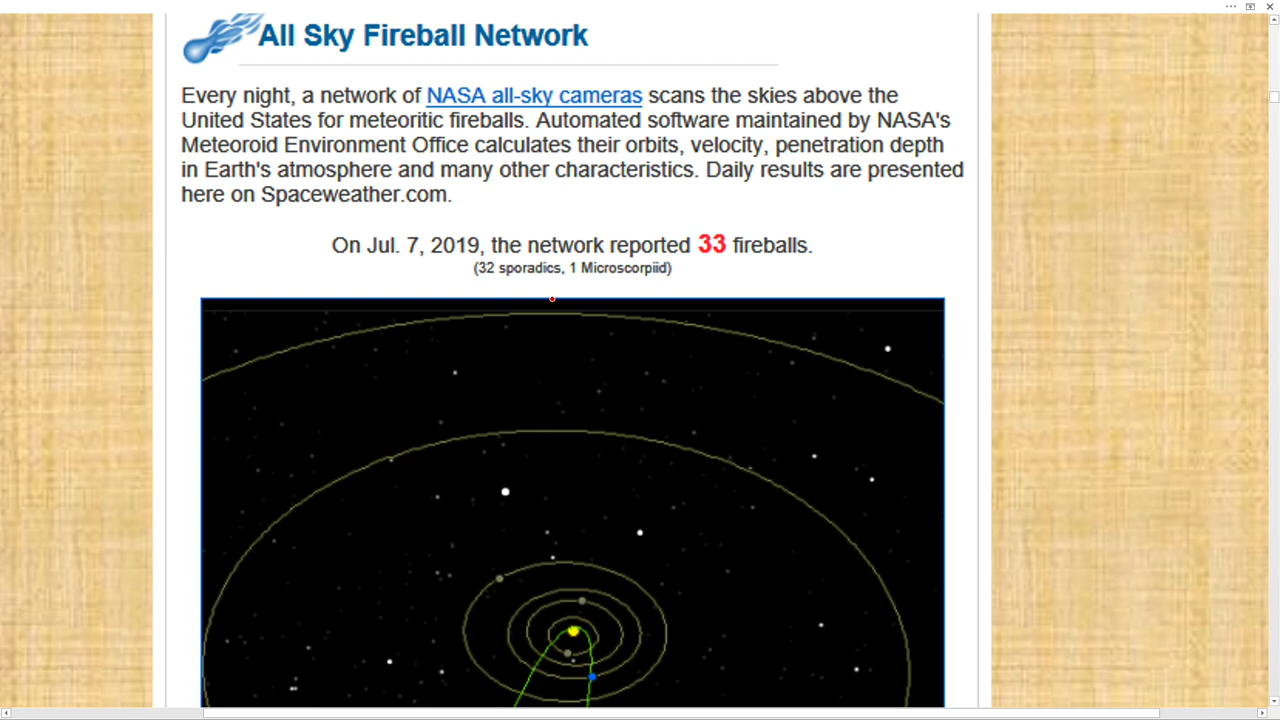 All Sky Fireball Network
Every night, a network of NASA all-sky cameras scans the skies above the
United States for meteoritic fireballs. Automated software maintained by NASA's
Meteoroid Environment Office calculates their orbits, velocity, penetration depth
in Earth's atmosphere and many other characteristics. Daily results are presented
here on Spaceweather.com.
On Jul. 7, 2019, the network reported 33 fireballs.
(32 sporadics, 1 Microscorpiid)